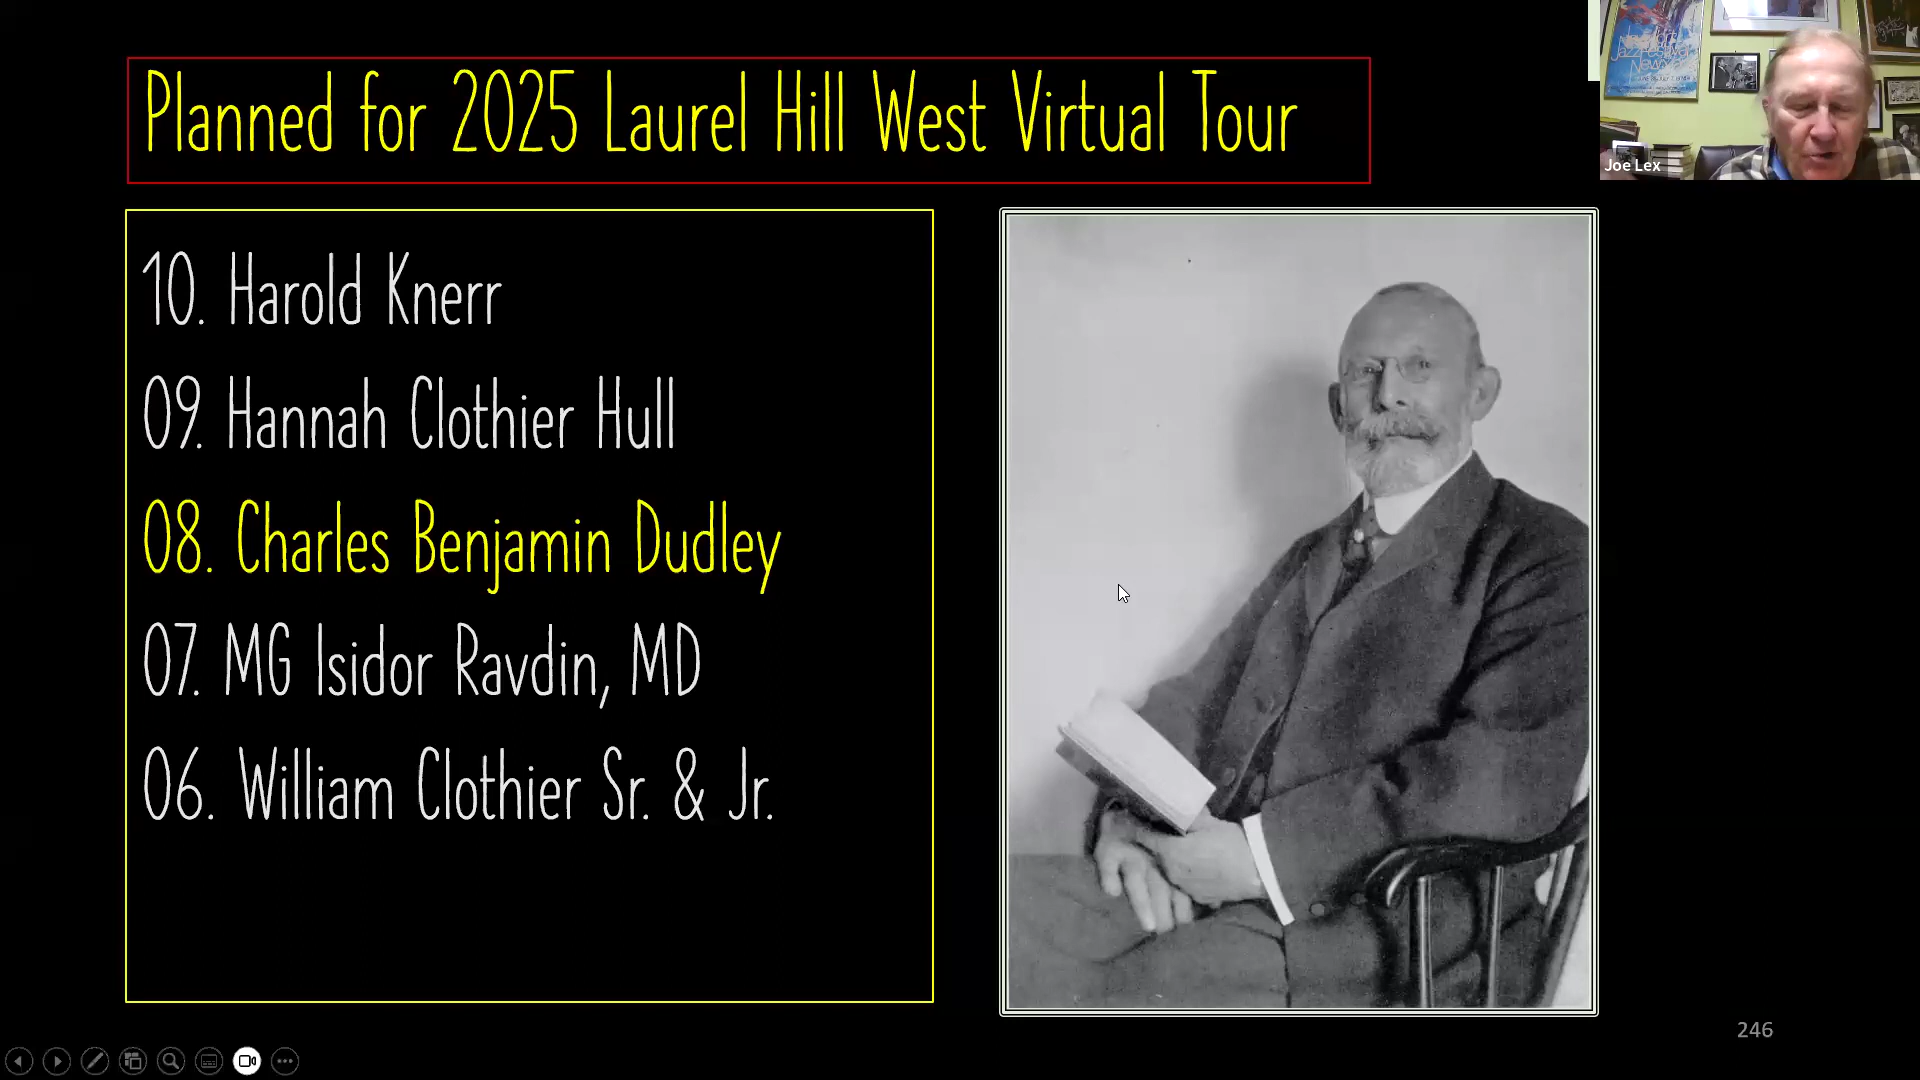 Planned for 2025 Laurel Hill West Virtual Tour
10. Harold Knerr
09. Hannah Clothier Hull
08. Charles Benjamin Dudley
07. MG Isidor Ravdin, MD
06. William Clothier Sr. & Jr.
Joe Lex
246